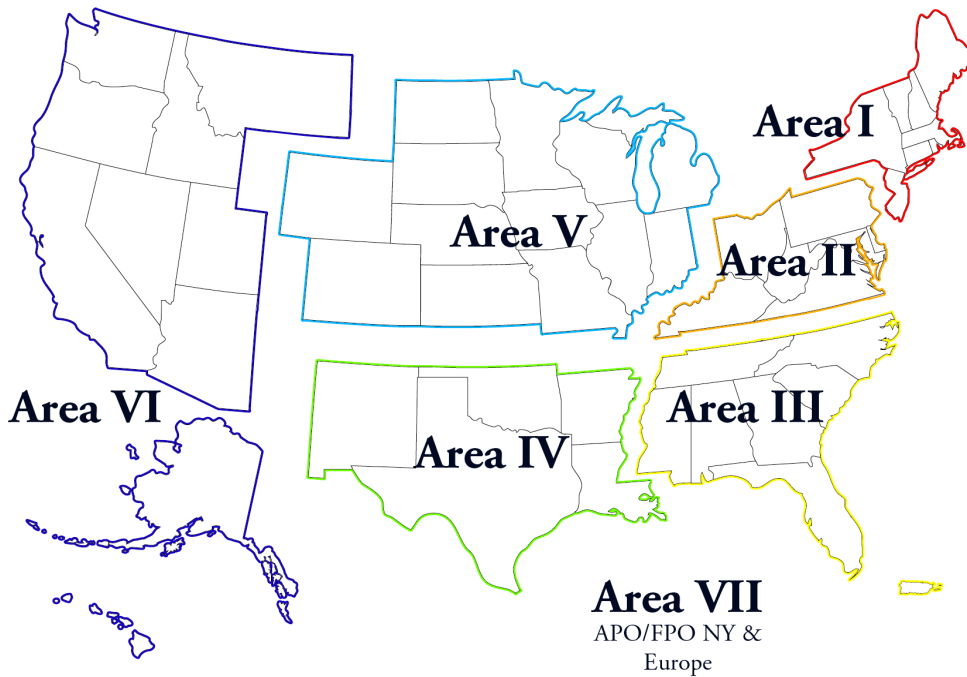 Area I
Area V
Area II
Area VI
Area III
Area IV
Area VII
APO/FPO NY &
Europe